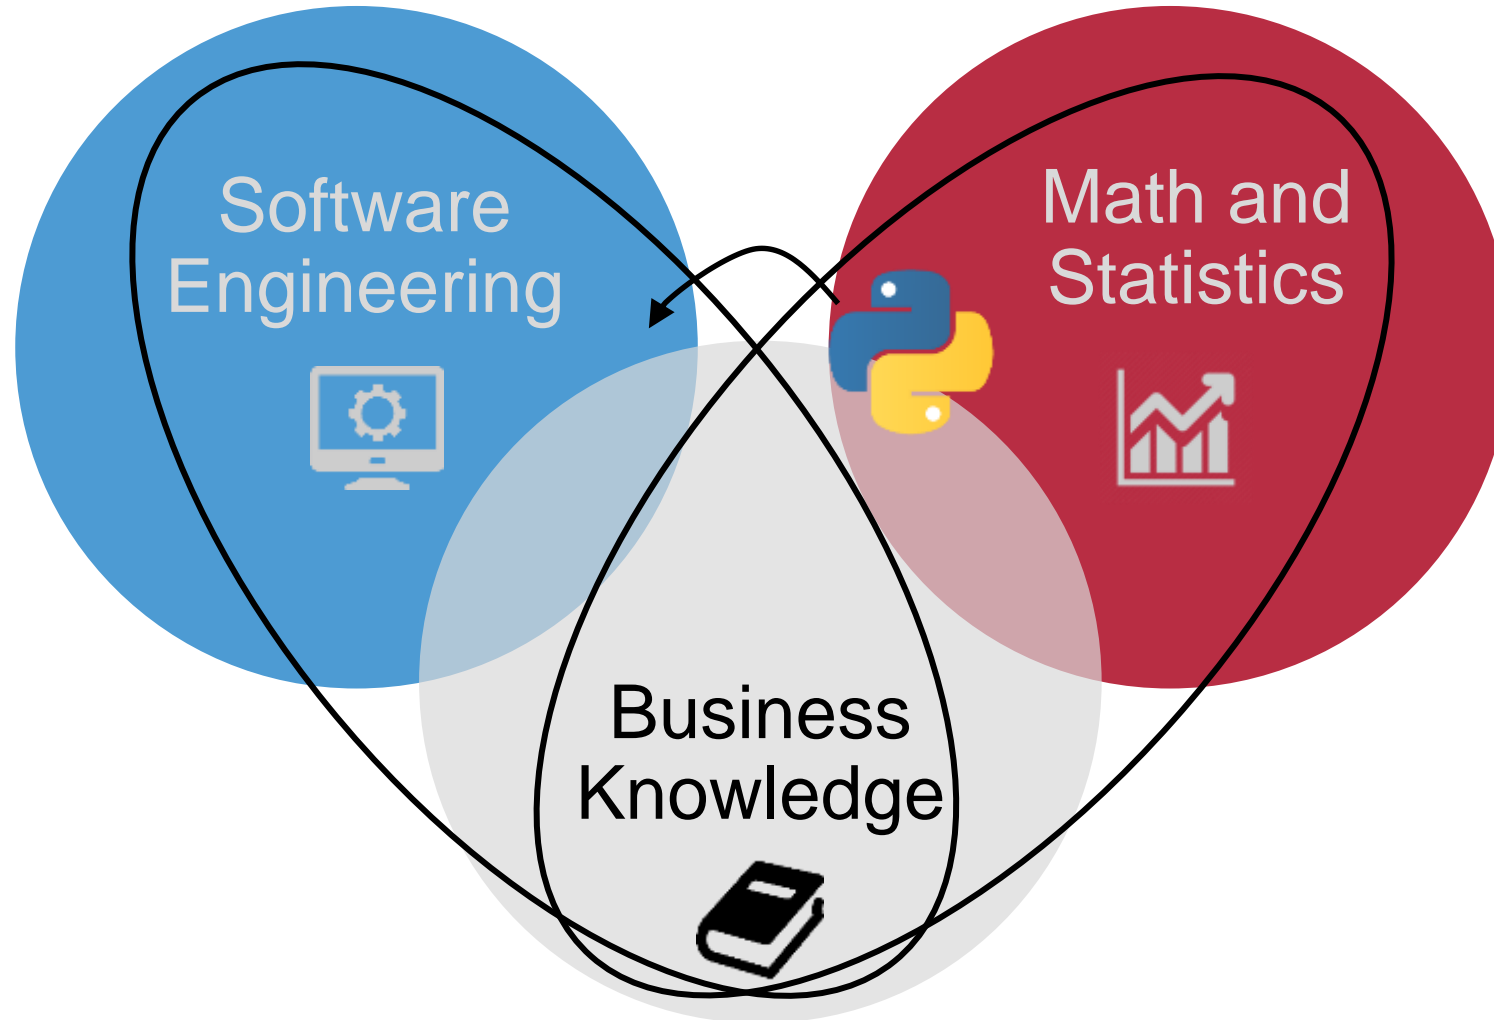 Software
Engineering
Math and
Statistics
Business
Knowledge